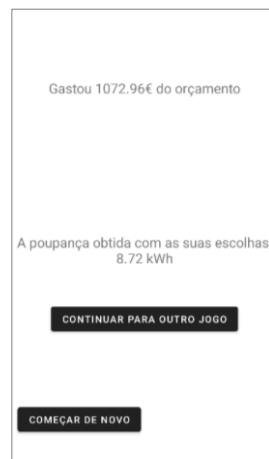 Gastou 1072.96€ do orçamento
A poupança obtida com as suas escolhas
8.72 kWh
CONTINUAR PARA OUTRO JOGO
COMEÇAR DE NOVO